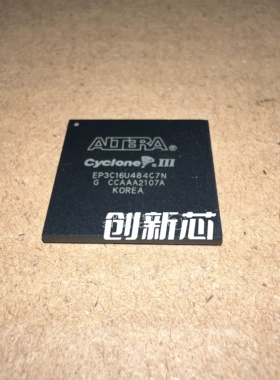 ALTERA®
Cyclone III
EP3C16U484C7N
G CCAAA2107A
KOREA
创新芯